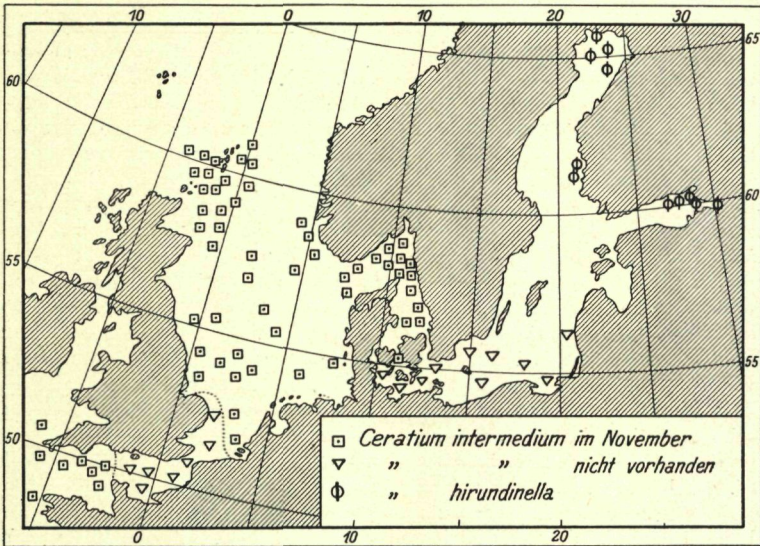 10 0 10 20 30
65
60
60
55
55
50
Ceratium intermedium im November
„ „ nicht vorhanden
„ hirundinella
0 10 20